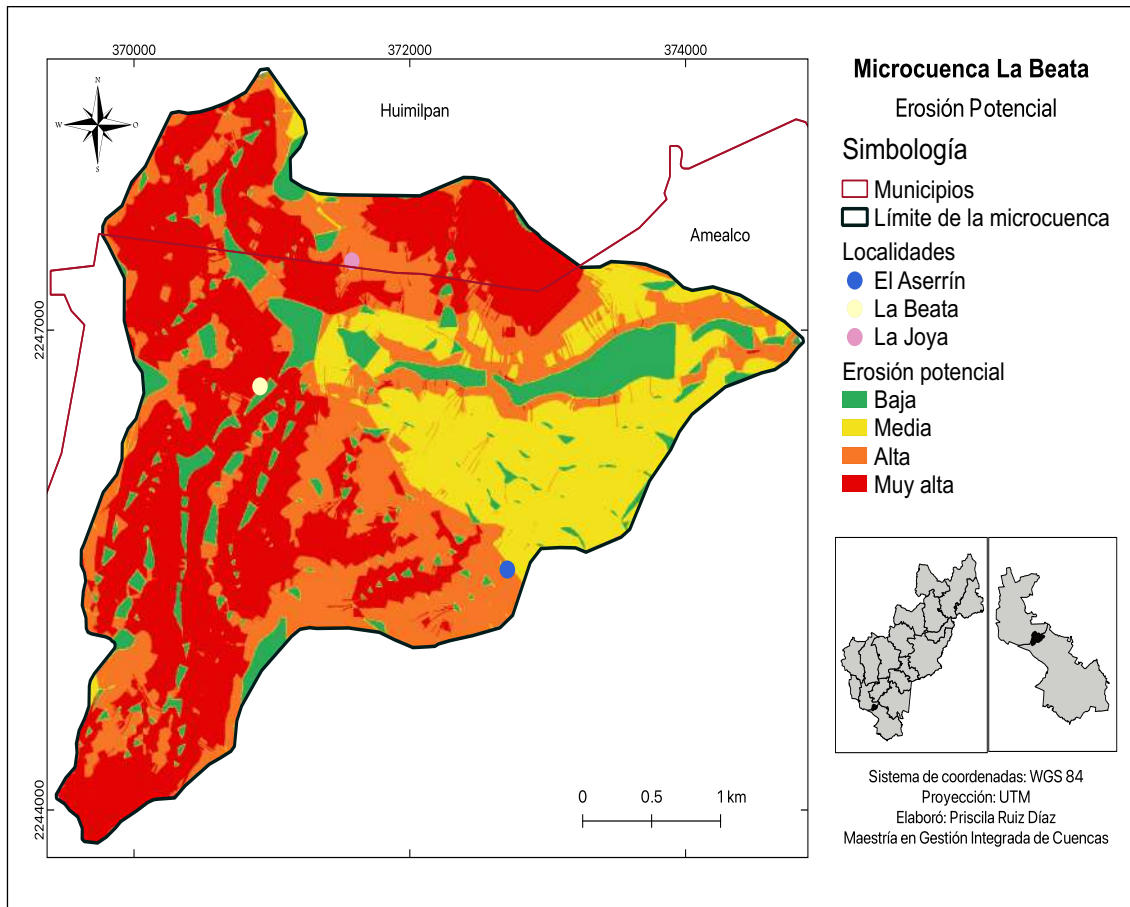 370000
372000
374000
2247000
2244000
N
W
O
S
Huimilpan
Amealco
0
0.5
1 km
Microcuenca La Beata
Erosión Potencial
Simbología
Municipios
Límite de la microcuenca
Localidades
El Aserrín
La Beata
La Joya
Erosión potencial
Baja
Media
Alta
Muy alta
Sistema de coordenadas: WGS 84
Proyección: UTM
Elaboró: Priscila Ruiz Díaz
Maestría en Gestión Integrada de Cuencas